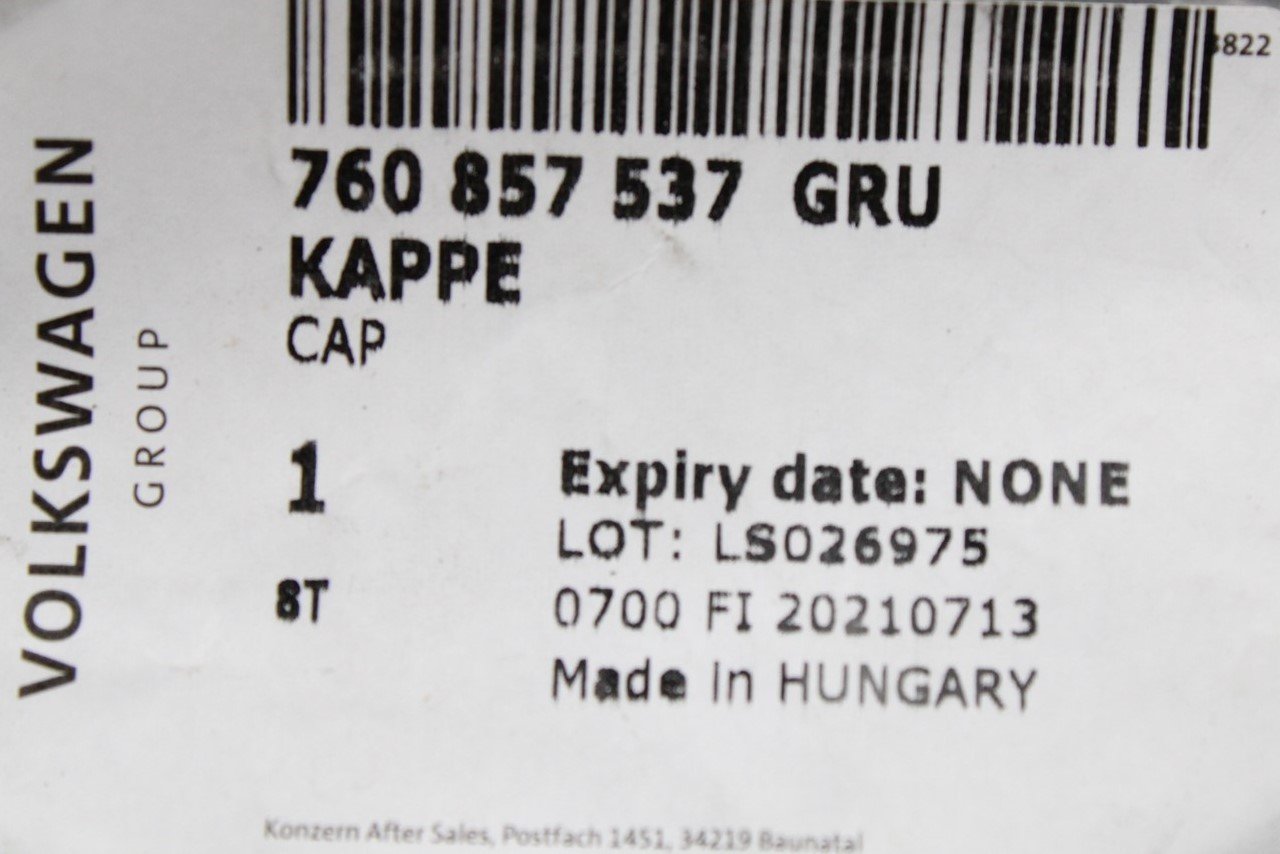 760 857 537 GRU
KAPPE
CAP
1
Expiry date: NONE
LOT: LS026975
8T
0700 FI 20210713
Made in HUNGARY
VOLKSWAGEN
GROUP
Konzern After Sales, Postfach 1451, 34219 Baunatal